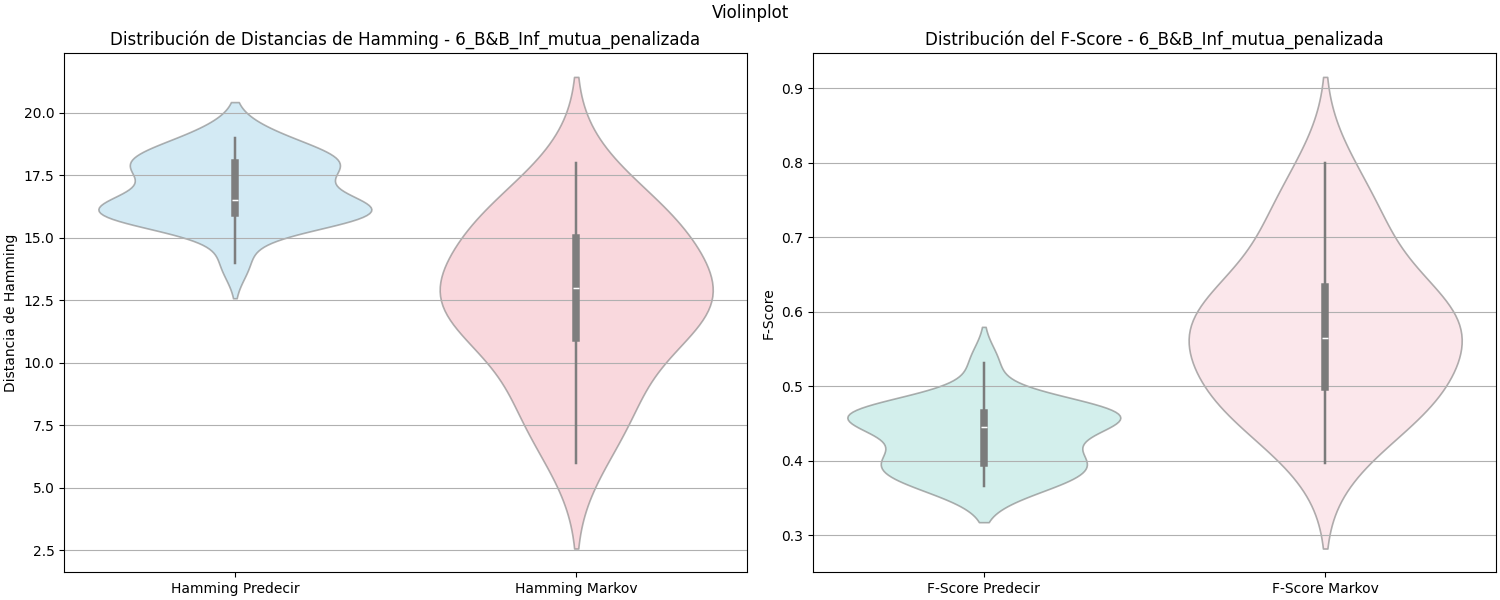 Violinplot
Distribución de Distancias de Hamming - 6_B&B_Inf_mutua_penalizada
Distancia de Hamming
20.0
17.5
15.0
12.5
10.0
7.5
5.0
2.5
Hamming Predecir
Hamming Markov
Distribución del F-Score - 6_B&B_Inf_mutua_penalizada
F-Score
0.9
0.8
0.7
0.6
0.5
0.4
0.3
F-Score Predecir
F-Score Markov